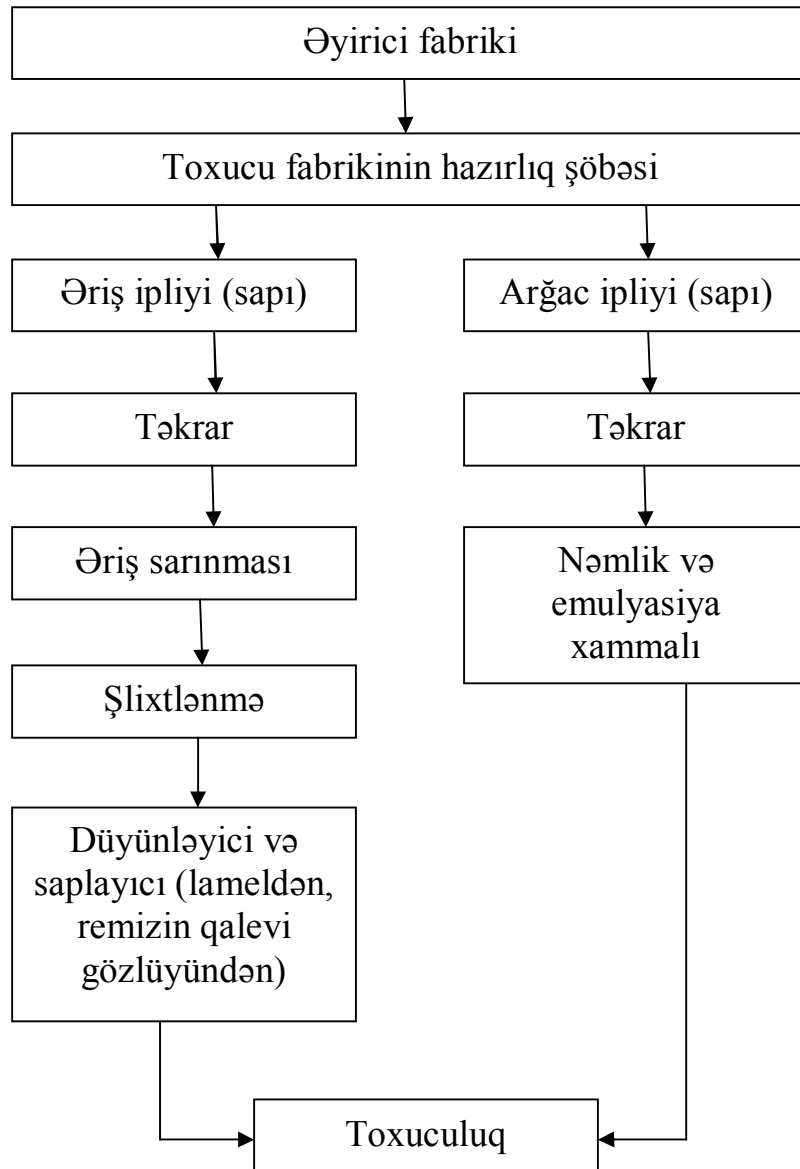 Əyirici fabriki
Toxucu fabrikinin hazırlıq şöbəsi
Əriş ipliyi (sapı)
Arğac ipliyi (sapı)
Təkrar
Təkrar
Əriş sarınması
Nəmlik və
emulyasiya
xammalı
Şlixtlənmə
Düyünləyici və
saplayıcı (lameldən,
remizin qalevi
gözlüyündən)
Toxuculuq